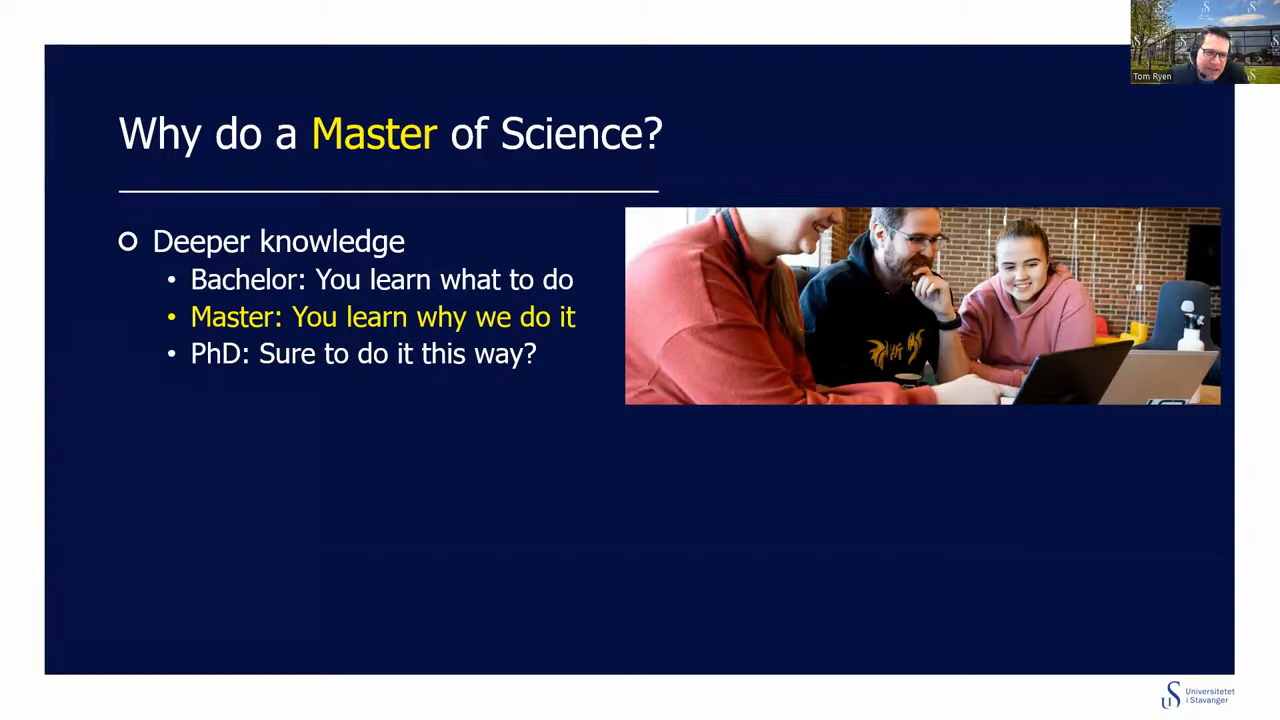 Tom Ryen
Why do a Master of Science?
Deeper knowledge
• Bachelor: You learn what to do
• Master: You learn why we do it
• PhD: Sure to do it this way?
Universitetet
i Stavanger